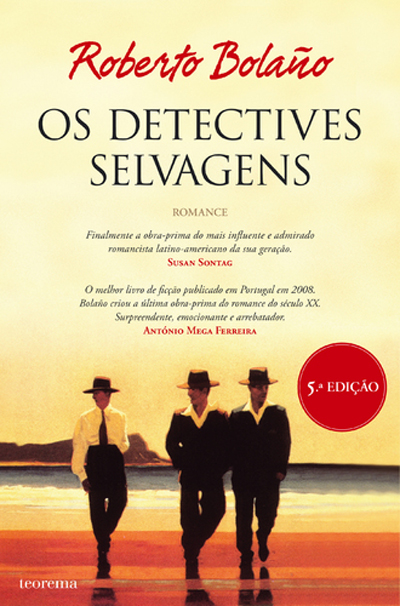 Roberto Bolaño
OS DETECTIVES
SELVAGENS
ROMANCE
Finalmente a obra-prima do mais influente e admirado
romancista latino-americano da sua geração.
SUSAN SONTAG
O melhor livro de ficção publicado em Portugal em 2008.
Bolaño criou a última obra-prima do romance do século XX.
Surpreendente, emocionante e arrebatador.
ANTÓNIO MEGA FERREIRA
5.ª EDIÇÃO
teorema